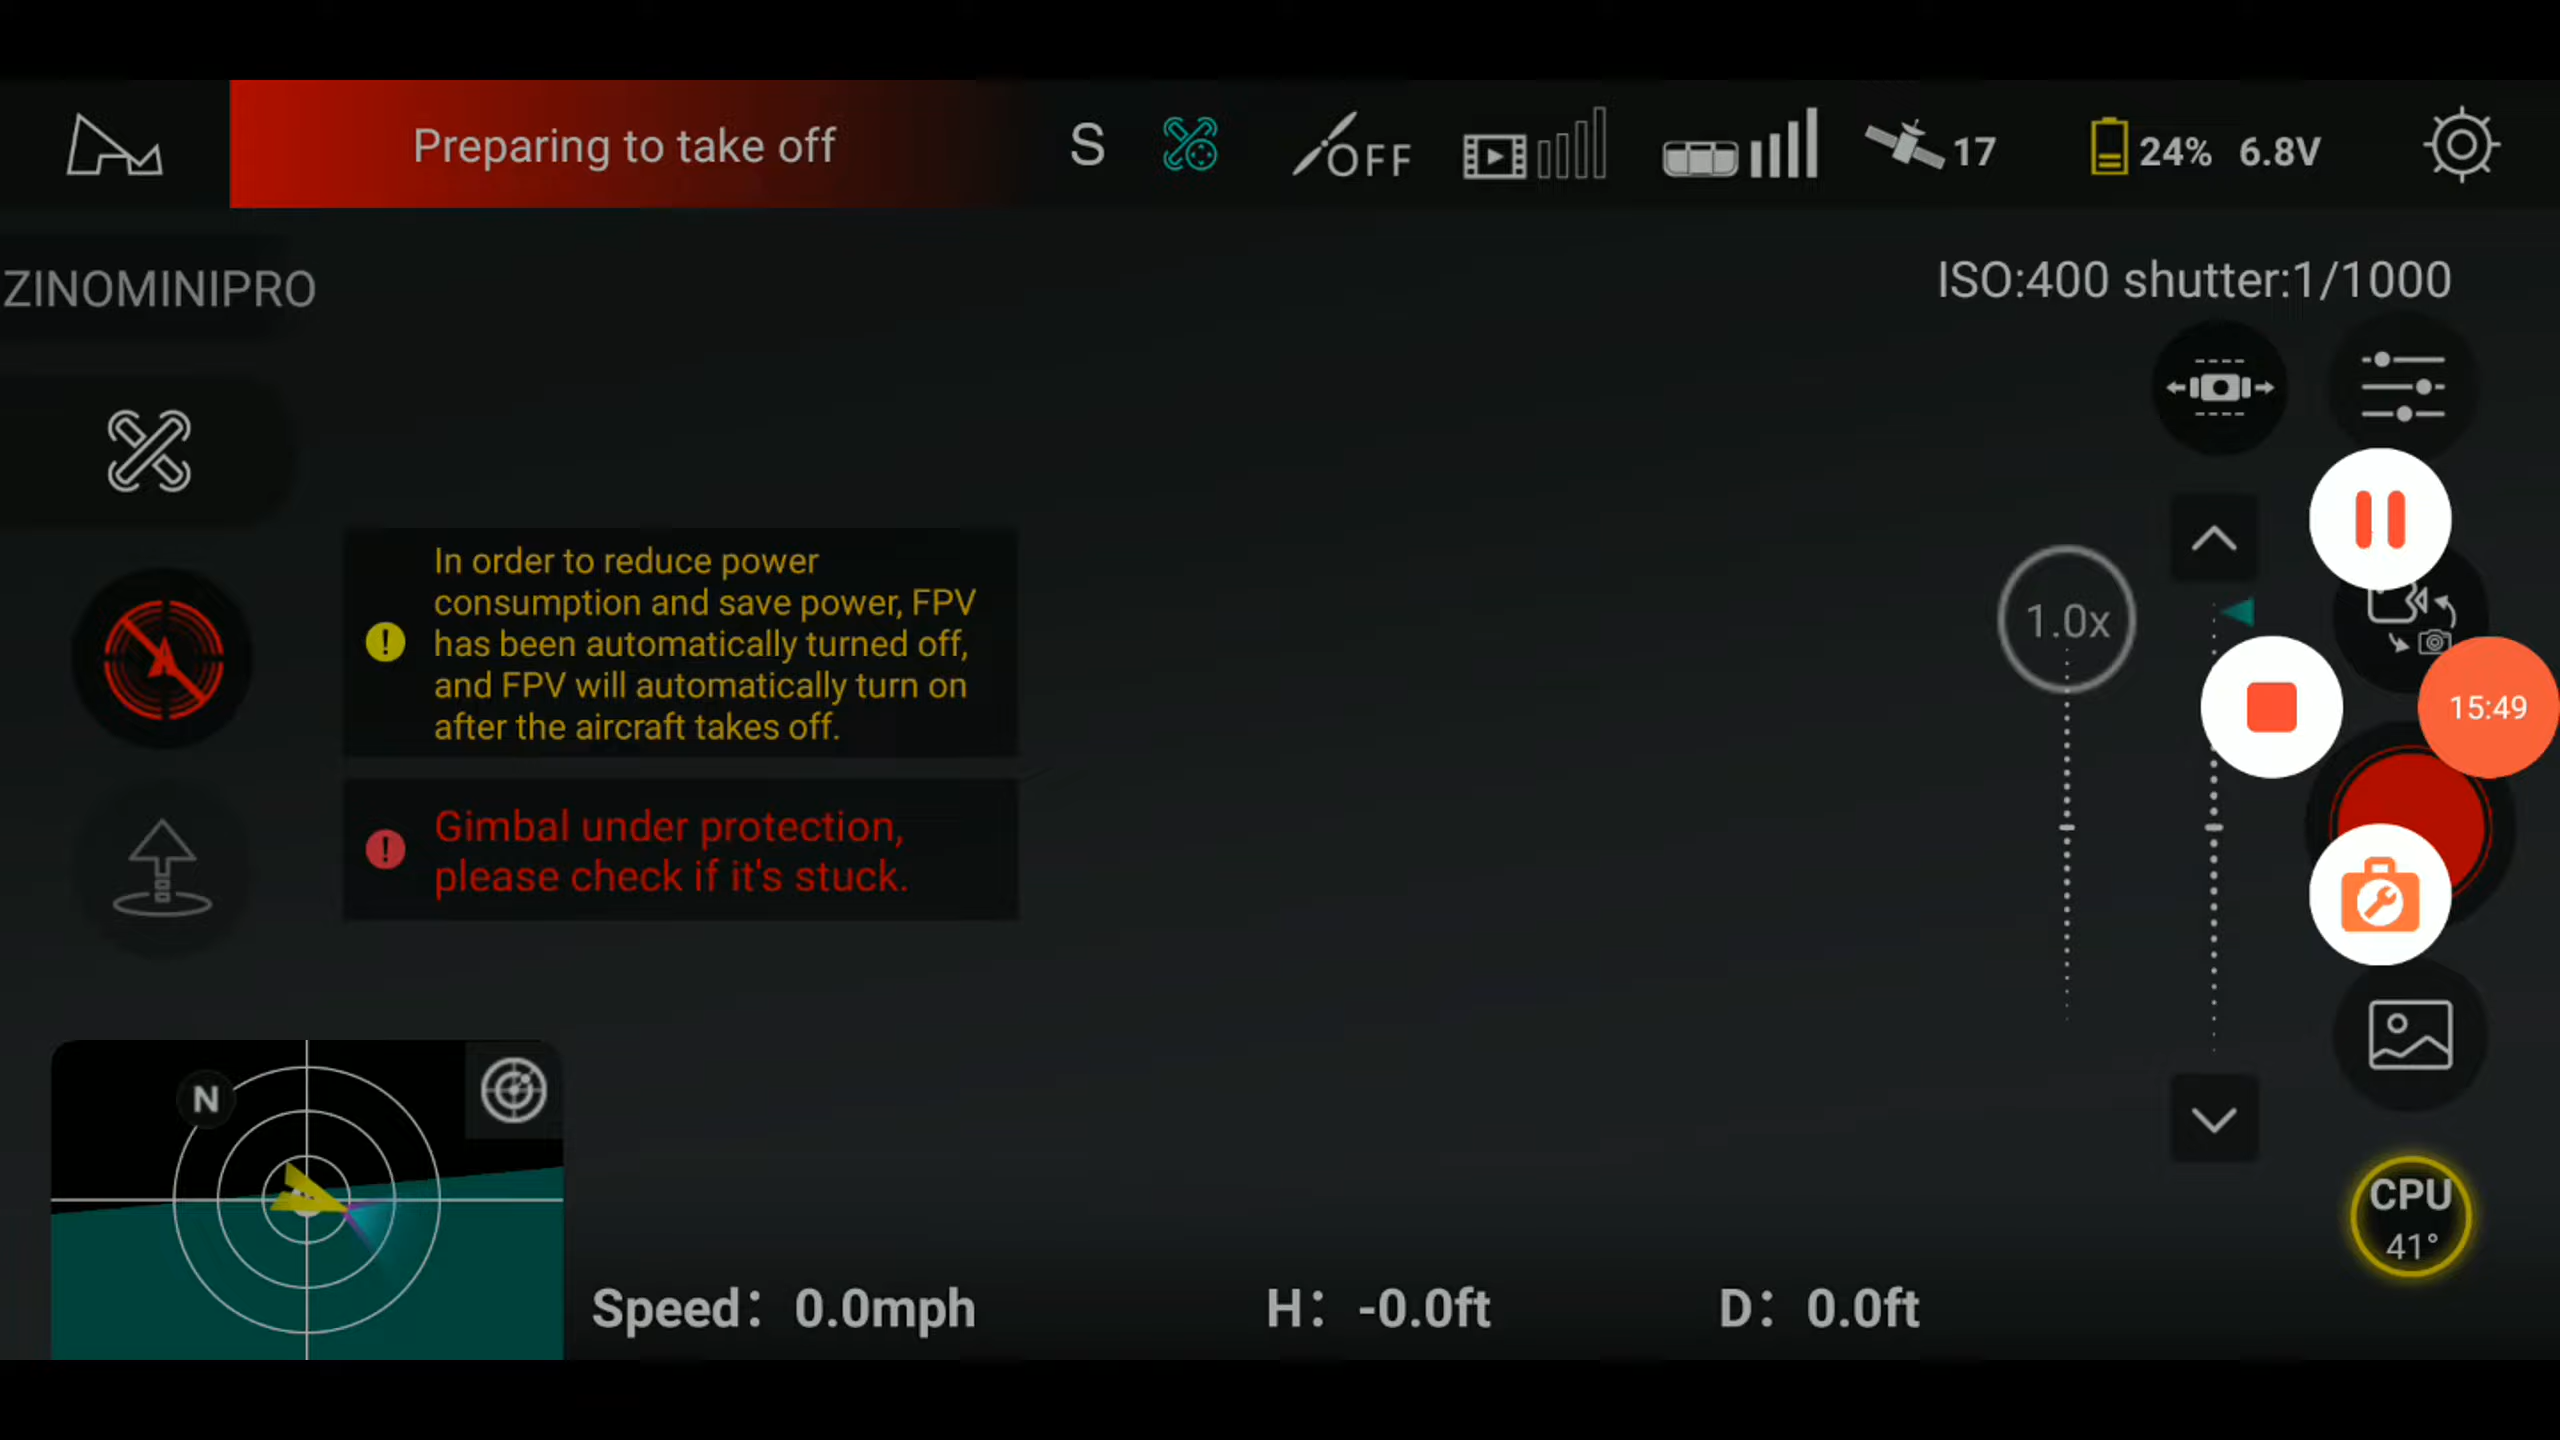 Preparing to take off
S
OFF
17
24% 6.8V
ZINOMINIPRO
ISO:400 shutter:1/1000
In order to reduce power
consumption and save power, FPV
has been automatically turned off,
and FPV will automatically turn on
after the aircraft takes off.
1.0x
15:49
Gimbal under protection,
please check if it's stuck.
N
CPU
41°
Speed: 0.0mph
H: -0.0ft
D: 0.0ft